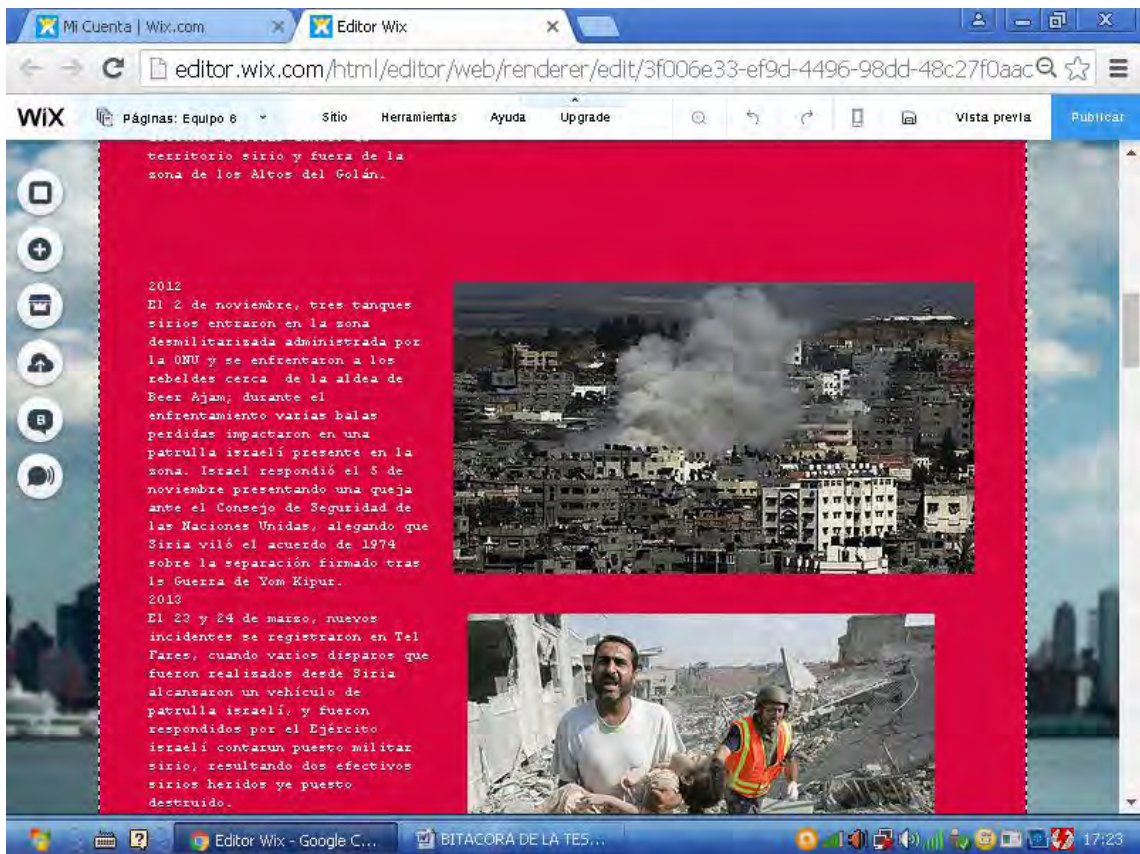 Mi Cuenta | Wix.com
Editor Wix
editor.wix.com/html/editor/web/renderer/edit/3f006e33-ef9d-4496-98dd-48c27f0aac
WiX
Páginas: Equipo 6
Sitio
Herramientas
Ayuda
Upgrade
Vista previa
Publicar
territorio sirio y fuera de la
zona de los Altos del Golán.
2012
El 2 de noviembre, tres tanques
sirios entraron en la zona
desmilitarizada administrada por
la ONU y se enfrentaron a los
rebeldes cerca de la aldea de
Beer Ajam; durante el
enfrentamiento varias balas
perdidas impactaron en una
patrulla israelí presente en la
zona. Israel respondió el 5 de
noviembre presentando una queja
ante el Consejo de Seguridad de
las Naciones Unidas, alegando que
Siria viló el acuerdo de 1974
sobre la separación firmado tras
ls Guerra de Yom Kipur.
2013
El 23 y 24 de marzo, nuevos
incidentes se registraron en Tel
Fares, cuando varios disparos que
fueron realizados desde Siria
alcanzaron un vehículo de
patrulla israelí, y fueron
respondidos por el Ejército
israelí contarun puesto militar
sirio, resultando dos efectivos
sirios heridos ye puesto
destruido.
Editor Wix - Google C...
BITACORA DE LA TES...
17:23